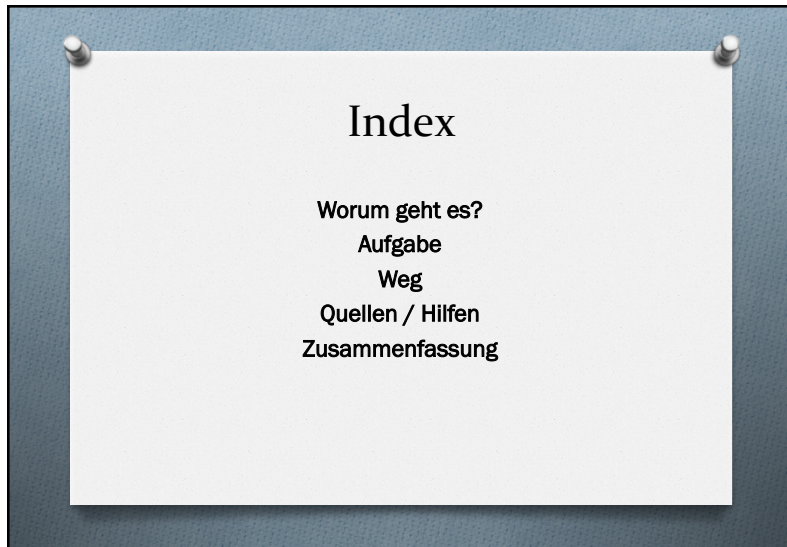 Index
Worum geht es?
Aufgabe
Weg
Quellen / Hilfen
Zusammenfassung